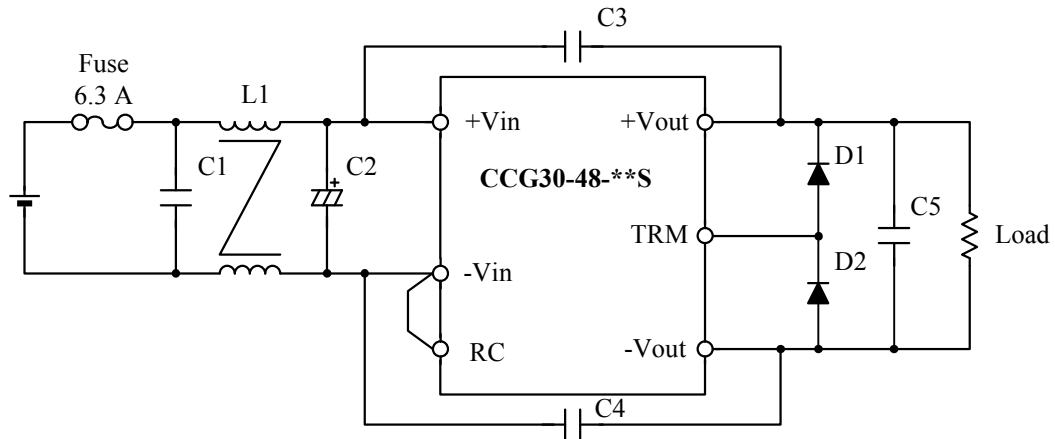 C3
Fuse
6.3 A
L1
+Vin
+Vout
D1
C1
C2
CCG30-48-**S
C5
TRM
Load
D2
-Vin
RC
-Vout
C4
+